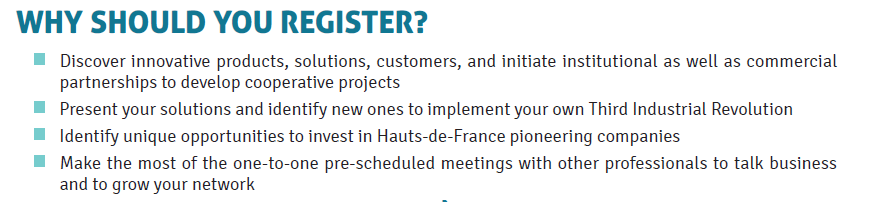 WHY SHOULD YOU REGISTER?
Discover innovative products, solutions, customers, and initiate institutional as well as commercial
partnerships to develop cooperative projects
Present your solutions and identify new ones to implement your own Third Industrial Revolution
Identify unique opportunities to invest in Hauts-de-France pioneering companies
Make the most of the one-to-one pre-scheduled meetings with other professionals to talk business
and to grow your network